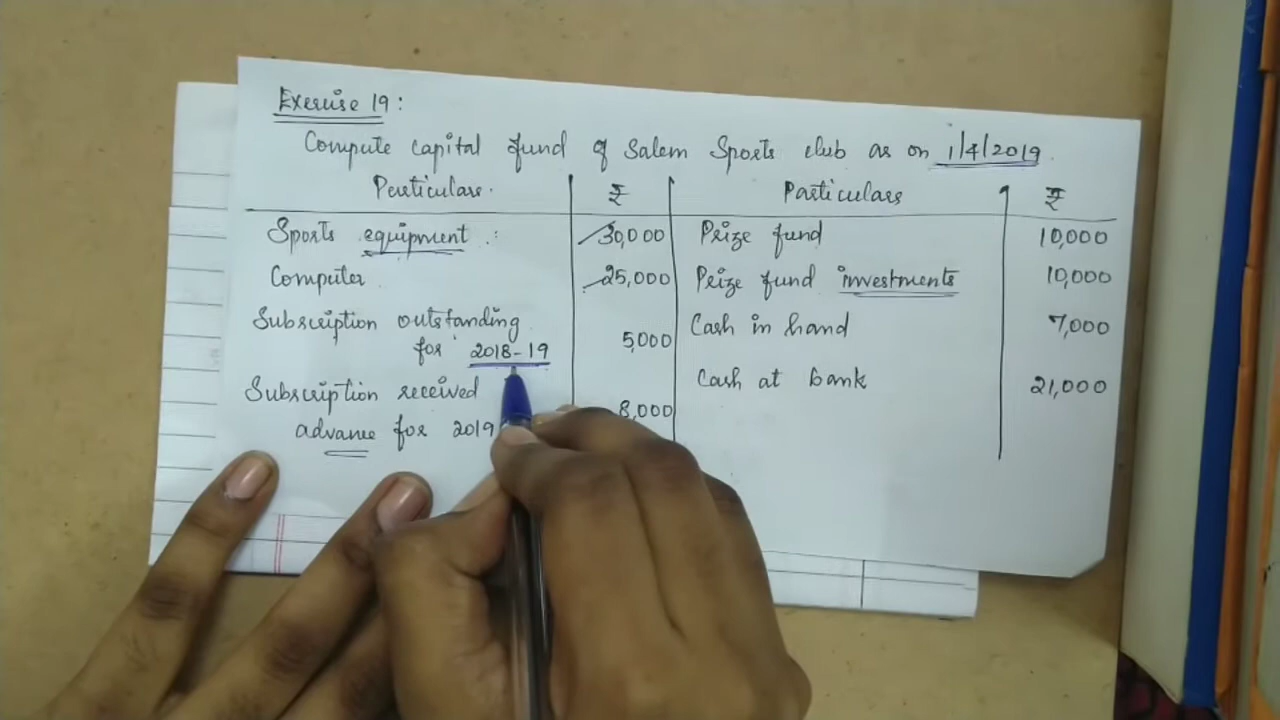 Exercise 19:
Compute capital fund of Salem Sports club as on 1/4/2019.
Particulars. ₹ Particulars ₹
Sports equipment : 30,000 Prize fund 10,000
Computer 25,000 Prize fund investments 10,000
Subscription outstanding
for 2018-19 5,000 Cash in hand 7,000
Subscription received 8,000 Cash at bank 21,000
advance for 2019